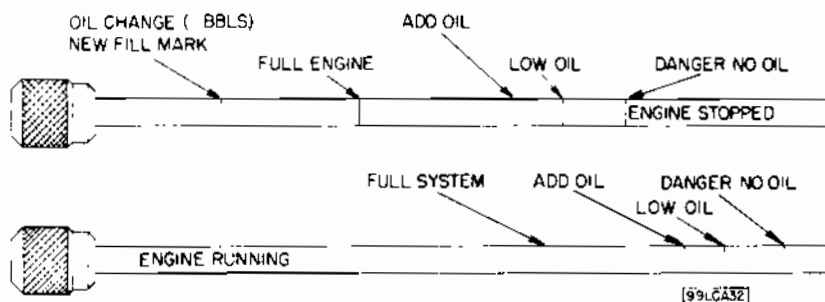 OIL CHANGE ( BBLS)
NEW FILL MARK
FULL ENGINE
ADD OIL
LOW OIL
DANGER NO OIL
ENGINE STOPPED
FULL SYSTEM
ADD OIL
DANGER NO OIL
LOW OIL
ENGINE RUNNING
[99LCA32]